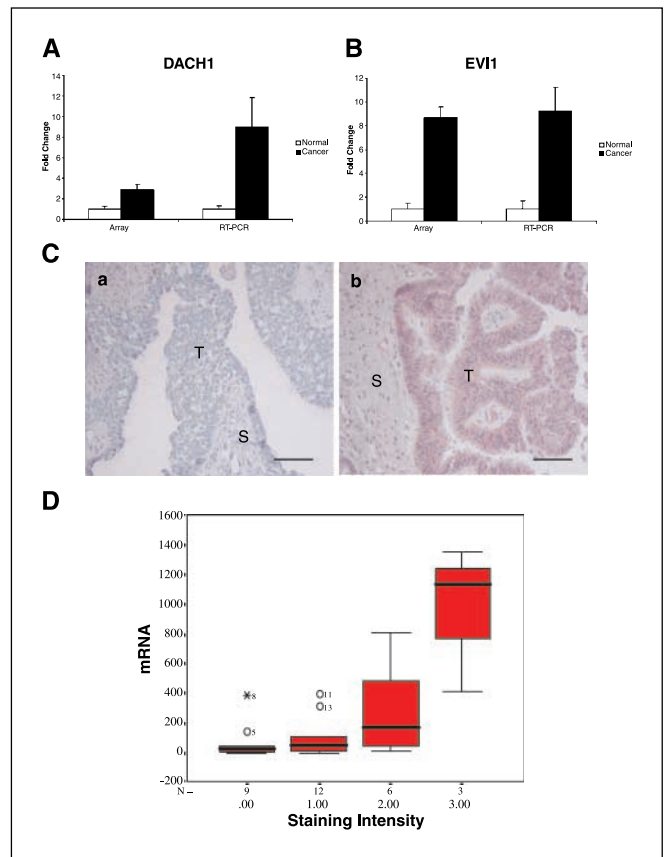 A
DACH1
Fold Change
14
12
10
8
6
4
2
0
Array
RT-PCR
Normal
Cancer
B
EVI1
Fold Change
12
10
8
6
4
2
0
Array
RT-PCR
Normal
Cancer
C
a
T
S
b
S
T
D
mRNA
1600
1400
1200
1000
800
600
400
200
0
-200
8
5
11
13
N – 9 12 6 3
.00 1.00 2.00 3.00
Staining Intensity